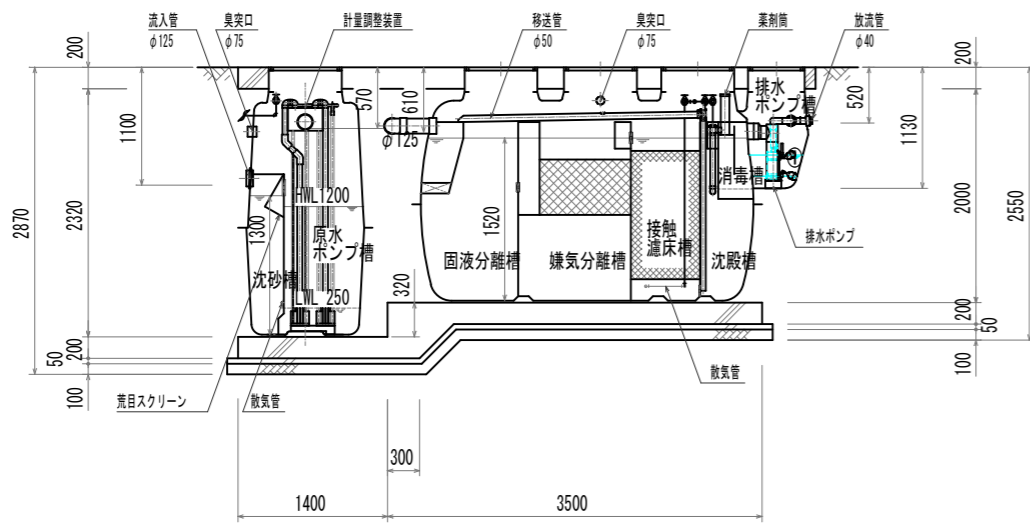 流入管
φ125
臭突口
φ75
計量調整装置
移送管
φ50
臭突口
φ75
薬剤筒
放流管
φ40
200
200
570
610
520
1100
1130
φ125
排水
ポンプ槽
消毒槽
HWL1200
1300
原水
ポンプ槽
1520
接触
濾床槽
排水ポンプ
2870
2320
2000
2550
固液分離槽
嫌気分離槽
沈殿槽
沈砂槽
LWL 250
320
200
50
100
200
50
100
荒目スクリーン
散気管
散気管
300
1400
3500